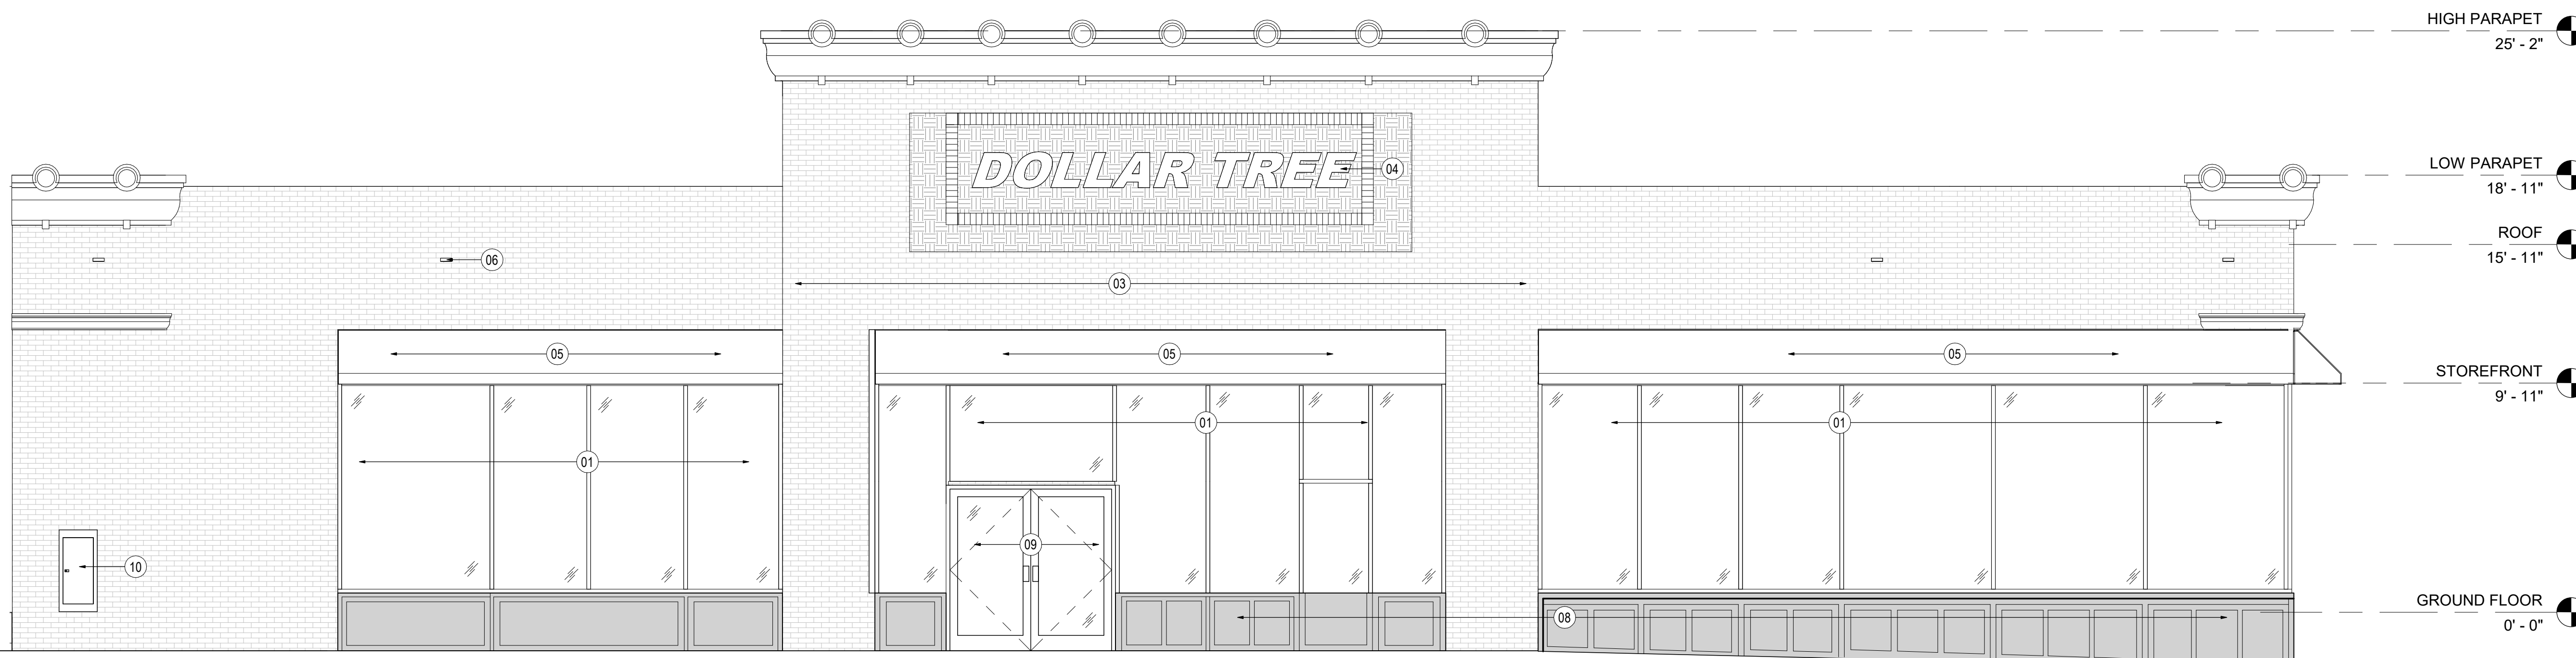 HIGH PARAPET
25' - 2"
DOLLAR TREE
04
LOW PARAPET
18' - 11"
06
ROOF
15' - 11"
03
05
05
05
STOREFRONT
9' - 11"
01
01
01
09
10
08
GROUND FLOOR
0' - 0"